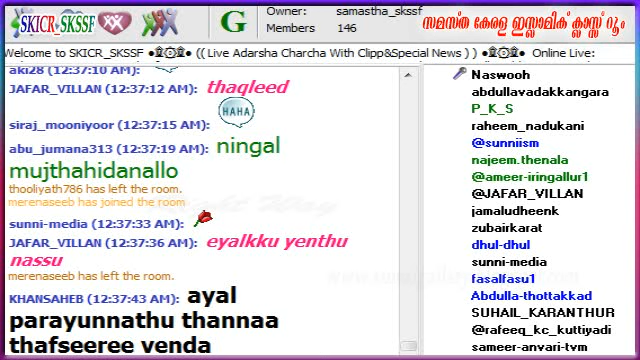 SKICR SKSSF
G
Owner: samastha_skssf
Members 146
സമസ്ത കേരള ഇസ്ലാമിക് ക്ലാസ്സ് റൂം
Welcome to SKICR_SKSSF (( Live Adarsha Charcha With Clipp&Special News ) ) Online Live:
aki28 (12:37:10 AM):
JAFAR_VILLAN (12:37:12 AM): thaqleed
HAHA
siraj_mooniyoor (12:37:15 AM):
abu_jumana313 (12:37:19 AM): ningal
mujthahidanallo
thooliyath786 has left the room.
merenaseeb has joined the room
sunni-media (12:37:33 AM):
JAFAR_VILLAN (12:37:36 AM): eyalkku yenthu
nassu
merenaseeb has left the room.
KHANSAHEB (12:37:43 AM): ayal
parayunnathu thannaa
thafseeree venda
Naswooh
abdullavadakkangara
P_K_S
raheem_nadukani
@sunniism
najeem.thenala
@ameer-iringallur1
@JAFAR_VILLAN
jamaludheenk
zubairkarat
dhul-dhul
sunni-media
fasalfasu1
Abdulla-thottakkad
SUHAIL_KARANTHUR
@rafeeq_kc_kuttiyadi
sameer-anvari-tvm